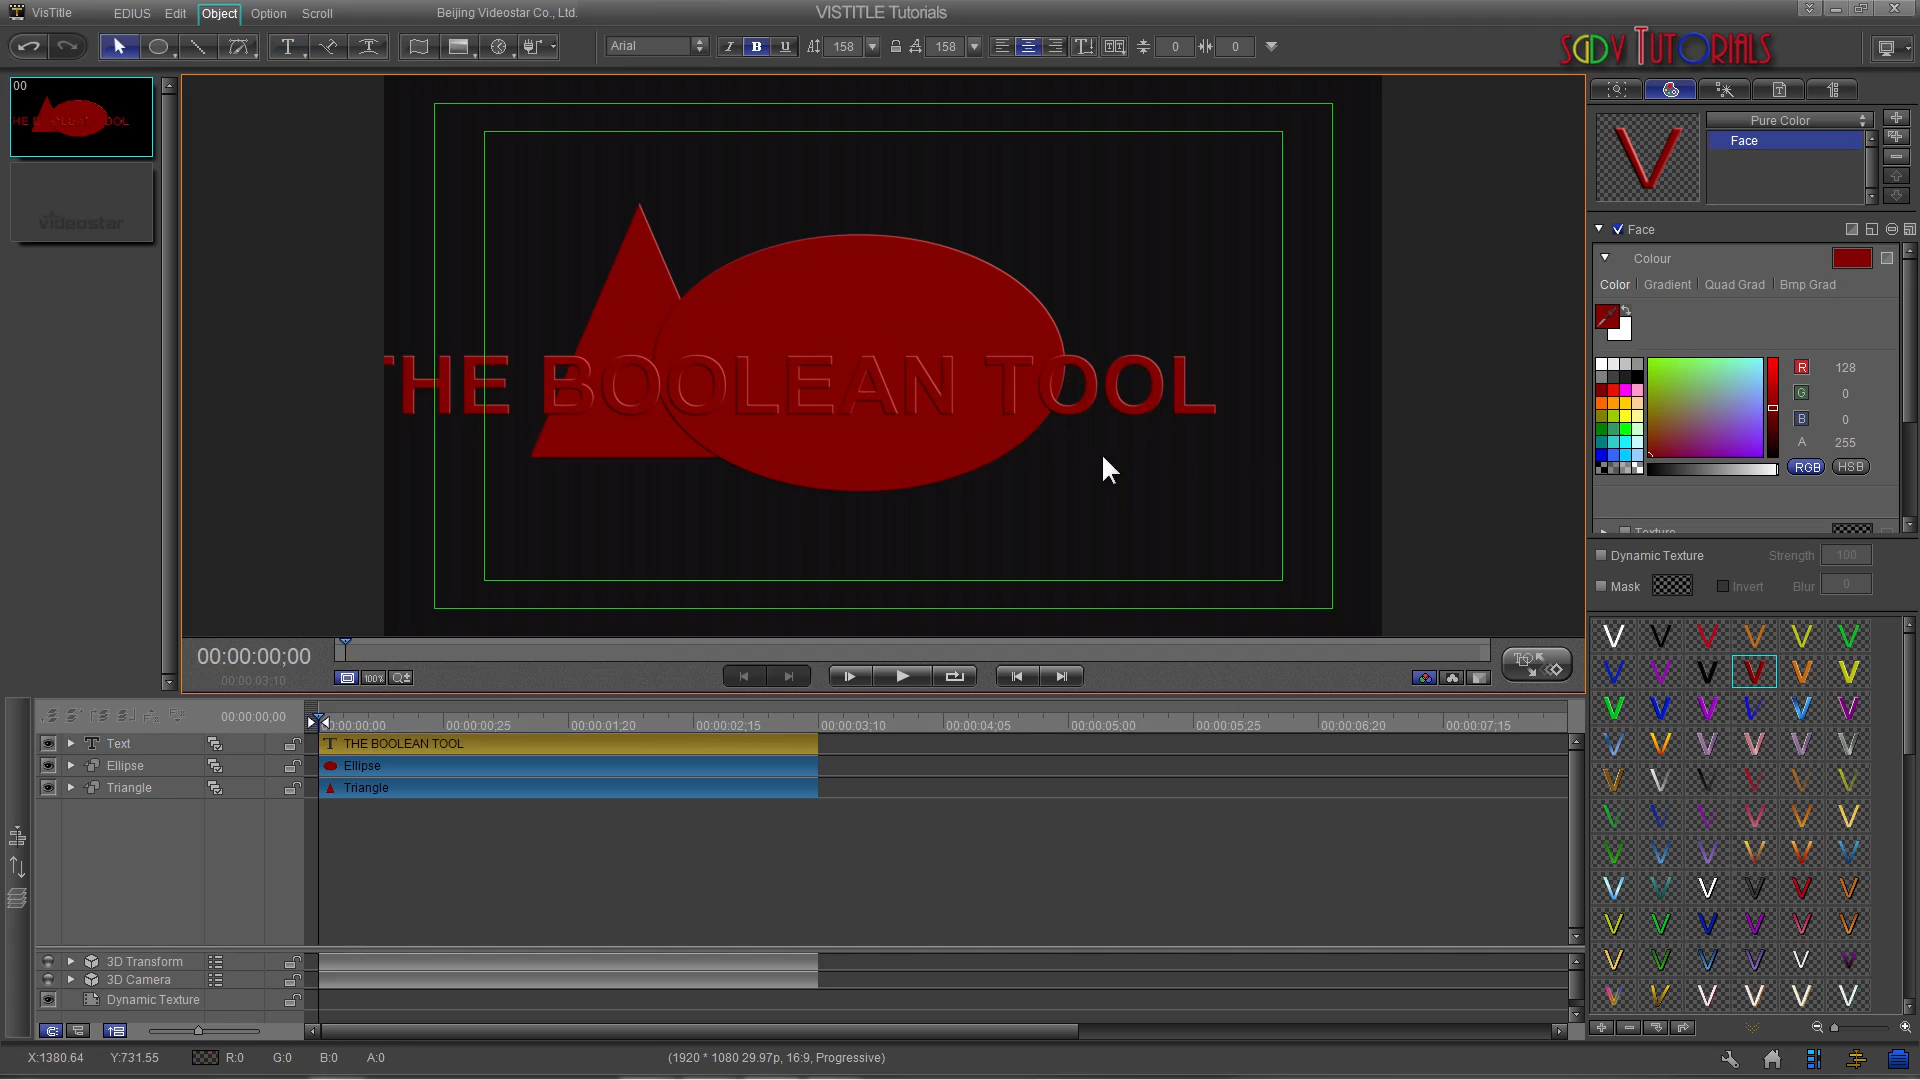 VisTitle EDIUS Edit Object Option Scroll Beijing Videostar Co., Ltd. VISTITLE Tutorials
Arial I B U 158 158 0 0 SGDV TUTORIALS
00
THE BOOLEAN TOOL
videostar
THE BOOLEAN TOOL
Pure Color
Face
Face
Colour
Color Gradient Quad Grad Bmp Grad
R 128
G 0
B 0
A 255
RGB HSB
Texture
Dynamic Texture Strength 100
Mask Invert Blur 0
00:00:00;00
00:00:03;10
100%
00:00:00;00 00:00:00;00 00:00:00;25 00:00:01;20 00:00:02;15 00:00:03;10 00:00:04;05 00:00:05;00 00:00:05;25 00:00:06;20 00:00:07;15
Text THE BOOLEAN TOOL
Ellipse Ellipse
Triangle Triangle
3D Transform
3D Camera
Dynamic Texture
X:1380.64 Y:731.55 R:0 G:0 B:0 A:0 (1920 * 1080 29.97p, 16:9, Progressive)